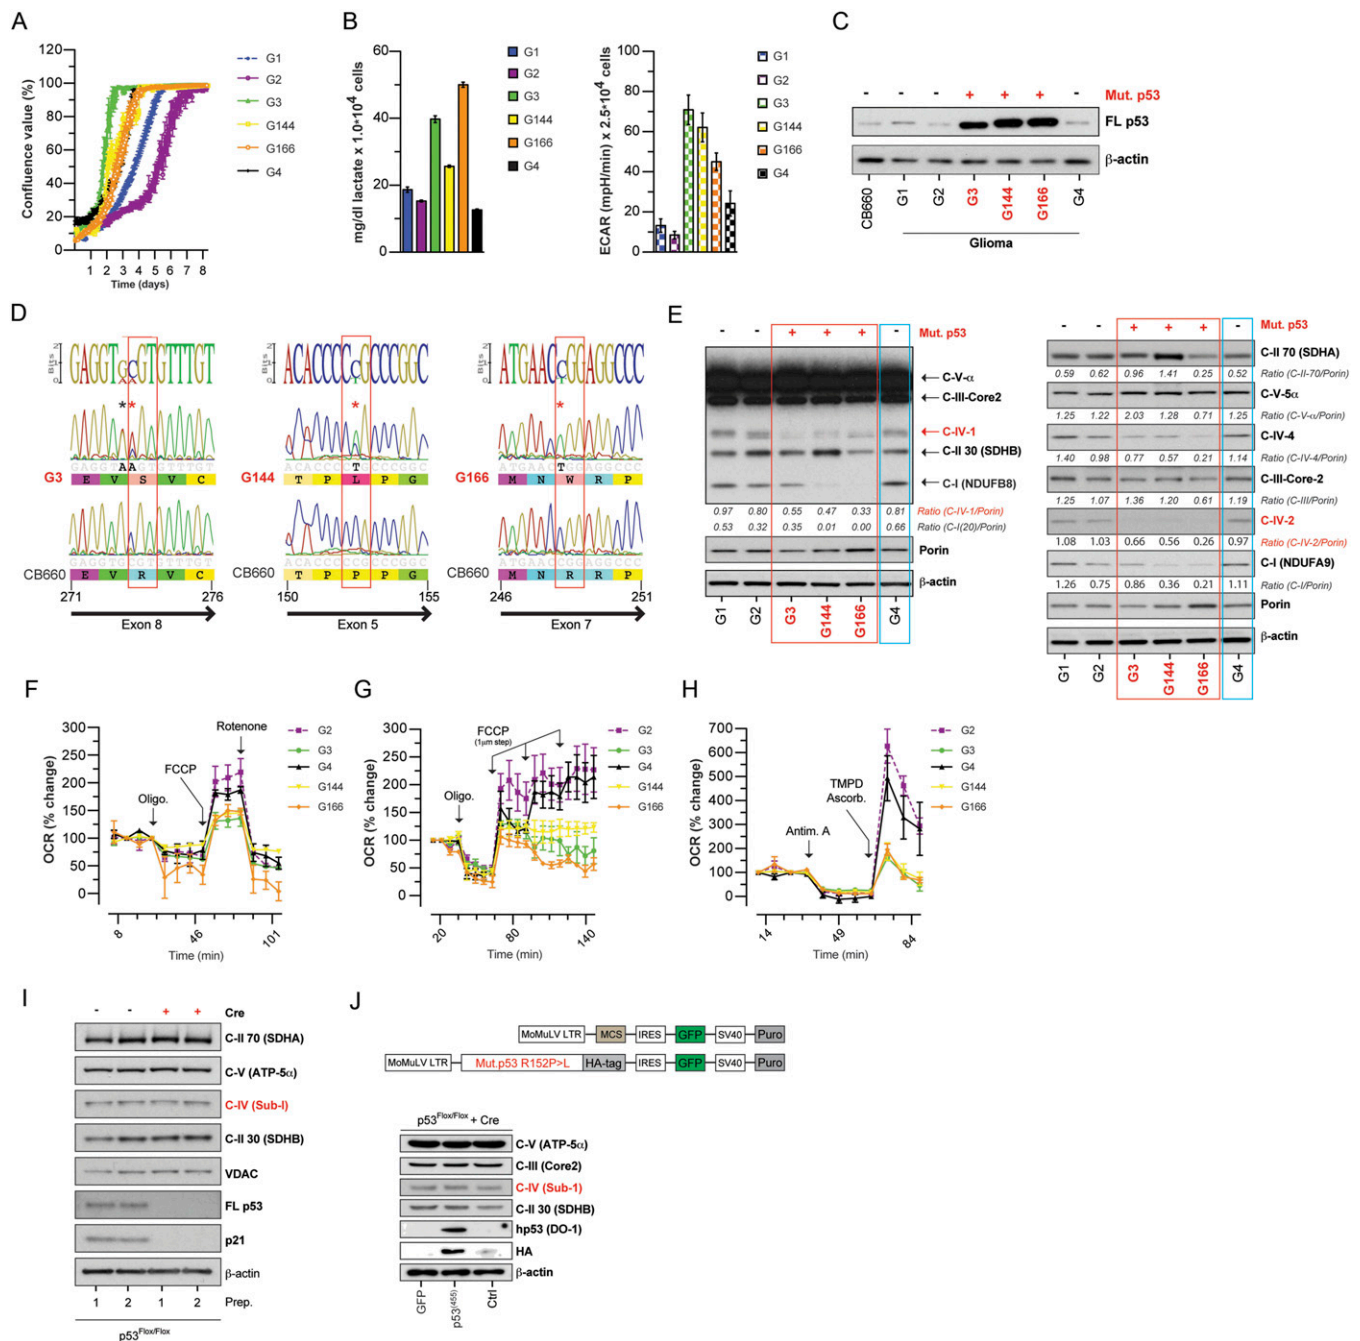 A
Confluence value (%)
120
100
80
60
40
20
0
1 2 3 4 5 6 7 8
Time (days)
G1
G2
G3
G144
G166
G4
B
mg/dl lactate x 1.0*10⁴ cells
60
40
20
0
G1
G2
G3
G144
G166
G4
ECAR (mpH/min) x 2.5*10⁴ cells
100
80
60
40
20
0
G1
G2
G3
G144
G166
G4
C
- - - + + + - Mut. p53
FL p53
β-actin
CB660 G1 G2 G3 G144 G166 G4
Glioma
D
Bits
2
1
0
GAGGTGCGTGTTTGT
* *
GAGGTAAGTGTTTGT
G3 E V S V C
GAGGTGCGTGTTTGT
CB660 E V R V C
271 276
Exon 8
ACACCCCCGCCCGGC
*
ACACCCCTGCCCGGC
G144 T P L P G
CB660 T P P P G
150 155
Exon 5
ATGAACCGGAGGCCC
*
ATGAACTGGAGGCCC
G166 M N W R P
CB660 M N R R P
246 251
Exon 7
E
- - + + + - Mut. p53
C-V-α
C-III-Core2
C-IV-1
C-II 30 (SDHB)
C-I (NDUFB8)
0.97 0.80 0.55 0.47 0.33 0.81 Ratio (C-IV-1/Porin)
0.53 0.32 0.35 0.01 0.00 0.66 Ratio (C-I(20)/Porin)
Porin
β-actin
G1 G2 G3 G144 G166 G4
- - + + + - Mut. p53
C-II 70 (SDHA)
0.59 0.62 0.96 1.41 0.25 0.52 Ratio (C-II-70/Porin)
C-V-5α
1.25 1.22 2.03 1.28 0.71 1.25 Ratio (C-V-α/Porin)
C-IV-4
1.40 0.98 0.77 0.57 0.21 1.14 Ratio (C-IV-4/Porin)
C-III-Core-2
1.25 1.07 1.36 1.20 0.61 1.19 Ratio (C-III/Porin)
C-IV-2
1.08 1.03 0.66 0.56 0.26 0.97 Ratio (C-IV-2/Porin)
C-I (NDUFA9)
1.26 0.75 0.86 0.36 0.21 1.11 Ratio (C-I/Porin)
Porin
β-actin
G1 G2 G3 G144 G166 G4
F
OCR (% change)
300
250
200
150
100
50
0
Oligo.
FCCP
Rotenone
8 46 101
Time (min)
G2
G3
G4
G144
G166
G
OCR (% change)
300
250
200
150
100
50
0
Oligo.
FCCP
(1μm step)
20 80 140
Time (min)
G2
G3
G4
G144
G166
H
OCR (% change)
700
600
500
400
300
200
100
0
Antim. A
TMPD
Ascorb.
14 49 84
Time (min)
G2
G3
G4
G144
G166
I
- - + + Cre
C-II 70 (SDHA)
C-V (ATP-5α)
C-IV (Sub-I)
C-II 30 (SDHB)
VDAC
FL p53
p21
β-actin
1 2 1 2 Prep.
p53Flox/Flox
J
MoMuLV LTR MCS IRES GFP SV40 Puro
MoMuLV LTR Mut.p53 R152P>L HA-tag IRES GFP SV40 Puro
p53Flox/Flox + Cre
C-V (ATP-5α)
C-III (Core2)
C-IV (Sub-1)
C-II 30 (SDHB)
hp53 (DO-1)
HA
β-actin
GFP p53(455) Ctrl